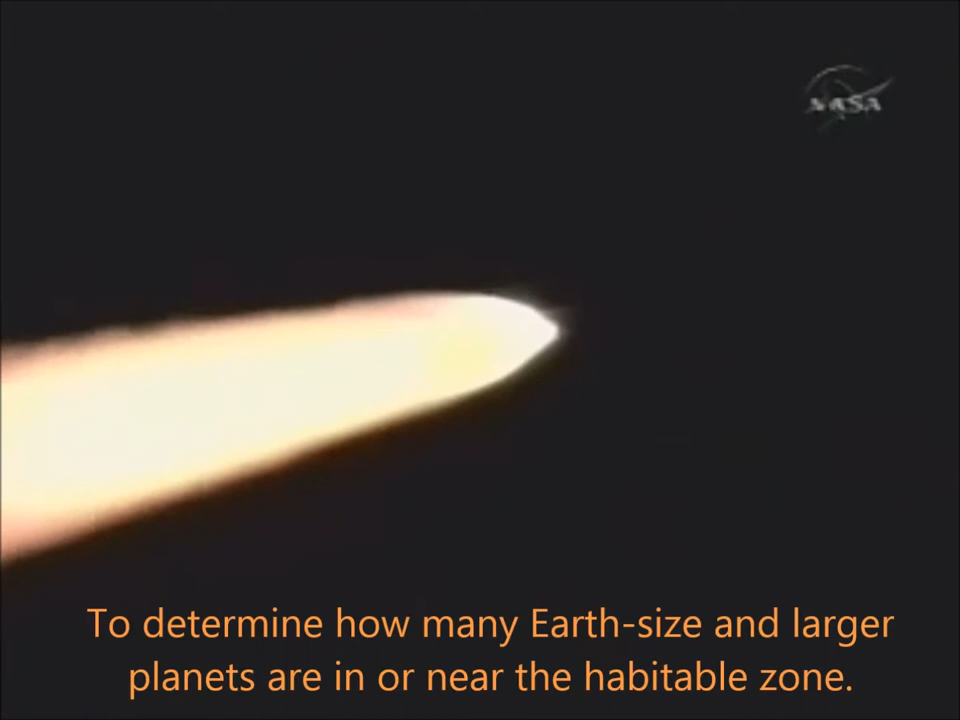 NASA
To determine how many Earth-size and larger
planets are in or near the habitable zone.